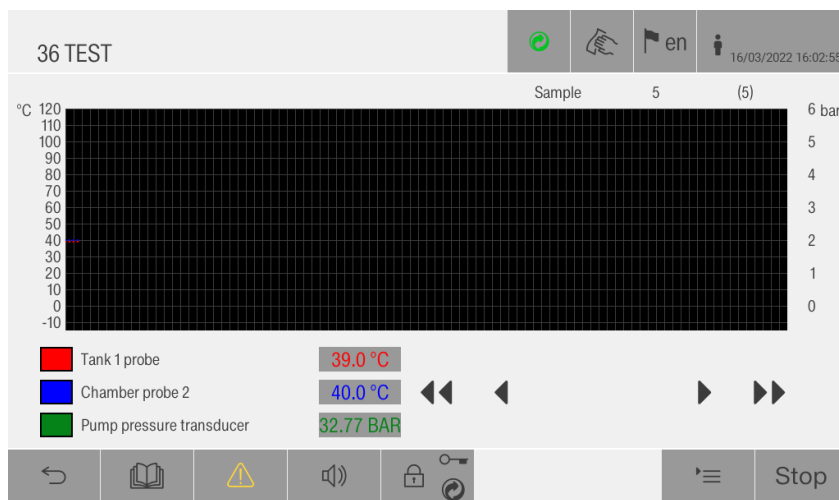 36 TEST
en
16/03/2022 16:02:55
Sample 5 (5)
°C 120 6 bar
110
100 5
90
80 4
70
60 3
50
40 2
30
20 1
10
0 0
-10
Tank 1 probe 39.0 °C
Chamber probe 2 40.0 °C
Pump pressure transducer 32.77 BAR
Stop